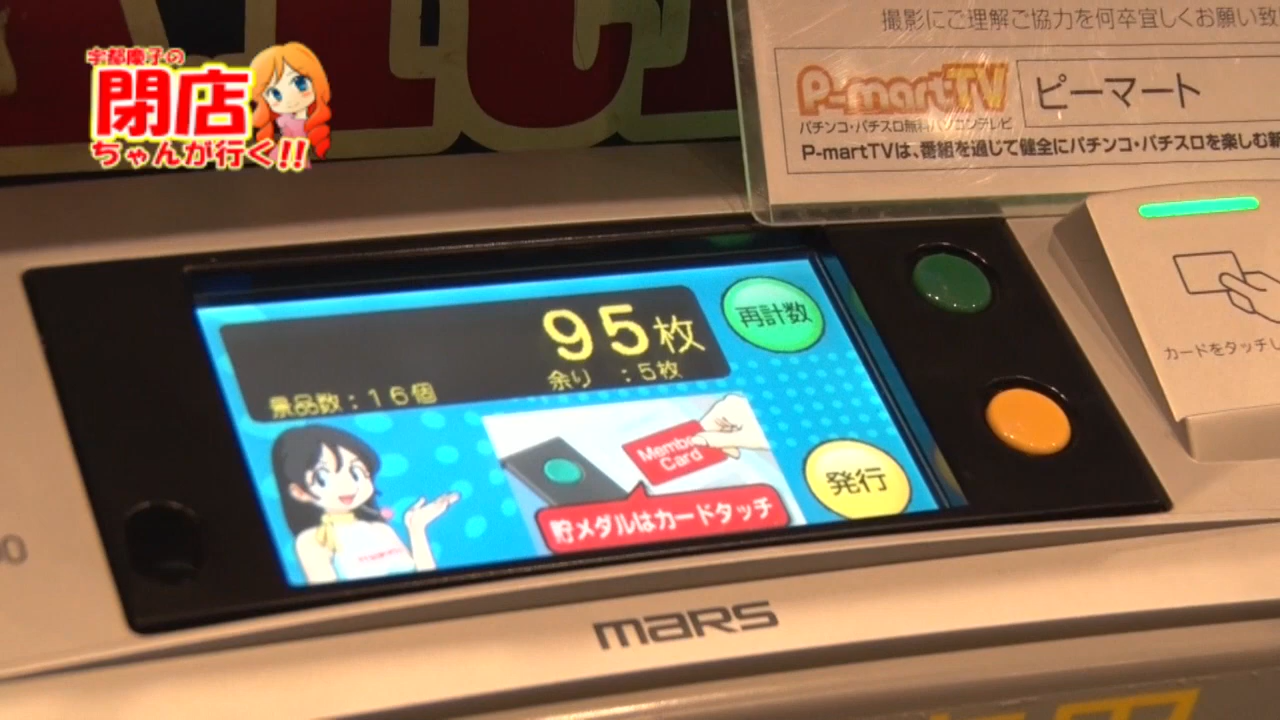 宇都慶子の
閉店
ちゃんが行く!!
撮影にご理解ご協力を何卒宜しくお願い致
P-martTV
ピーマート
パチンコ・パチスロ無料パソコンテレビ
P-martTVは、番組を通じて健全にパチンコ・パチスロを楽しむ新
カードをタッチし
95枚
再計数
余り :5枚
景品数:16個
Member
Card
発行
貯メダルはカードタッチ
mars